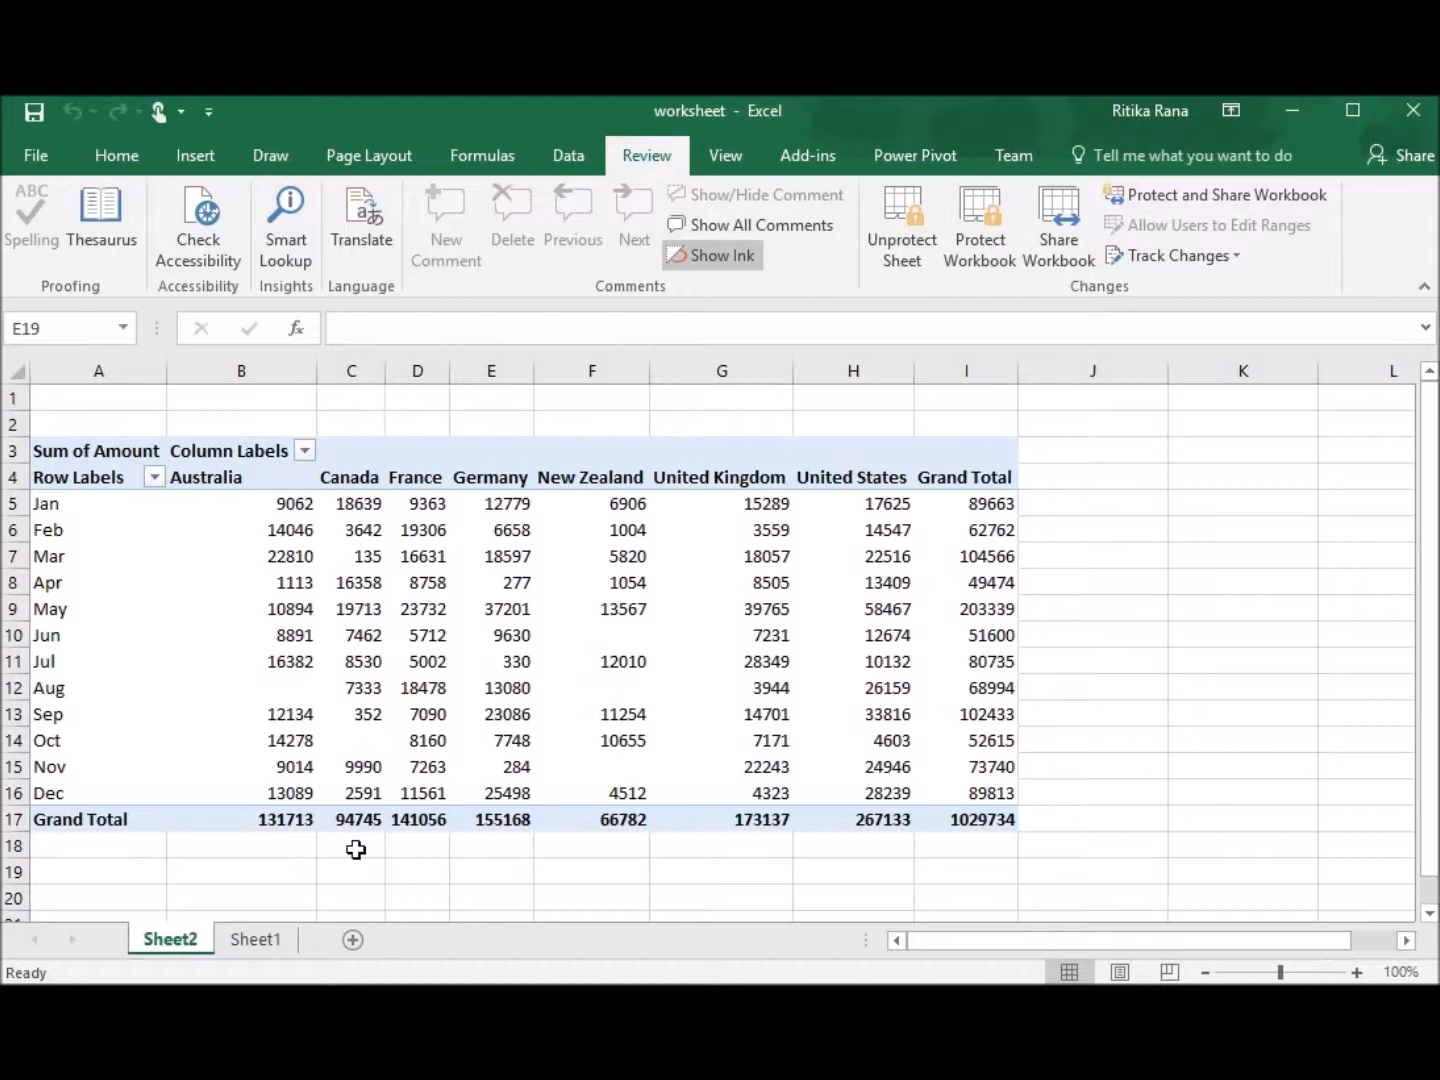 worksheet - Excel
Ritika Rana
File Home Insert Draw Page Layout Formulas Data Review View Add-ins Power Pivot Team Tell me what you want to do Share
ABC
Spelling Thesaurus
Check Accessibility
Smart Lookup
Translate
New Comment
Delete Previous Next
Show/Hide Comment
Show All Comments
Show Ink
Unprotect Sheet
Protect Workbook
Share Workbook
Protect and Share Workbook
Allow Users to Edit Ranges
Track Changes
Proofing Accessibility Insights Language Comments Changes
E19 fx
A B C D E F G H I J K L
1
2
3 Sum of Amount Column Labels
4 Row Labels Australia Canada France Germany New Zealand United Kingdom United States Grand Total
5 Jan 9062 18639 9363 12779 6906 15289 17625 89663
6 Feb 14046 3642 19306 6658 1004 3559 14547 62762
7 Mar 22810 135 16631 18597 5820 18057 22516 104566
8 Apr 1113 16358 8758 277 1054 8505 13409 49474
9 May 10894 19713 23732 37201 13567 39765 58467 203339
10 Jun 8891 7462 5712 9630 7231 12674 51600
11 Jul 16382 8530 5002 330 12010 28349 10132 80735
12 Aug 7333 18478 13080 3944 26159 68994
13 Sep 12134 352 7090 23086 11254 14701 33816 102433
14 Oct 14278 8160 7748 10655 7171 4603 52615
15 Nov 9014 9990 7263 284 22243 24946 73740
16 Dec 13089 2591 11561 25498 4512 4323 28239 89813
17 Grand Total 131713 94745 141056 155168 66782 173137 267133 1029734
18
19
20
Sheet2 Sheet1
Ready
100%